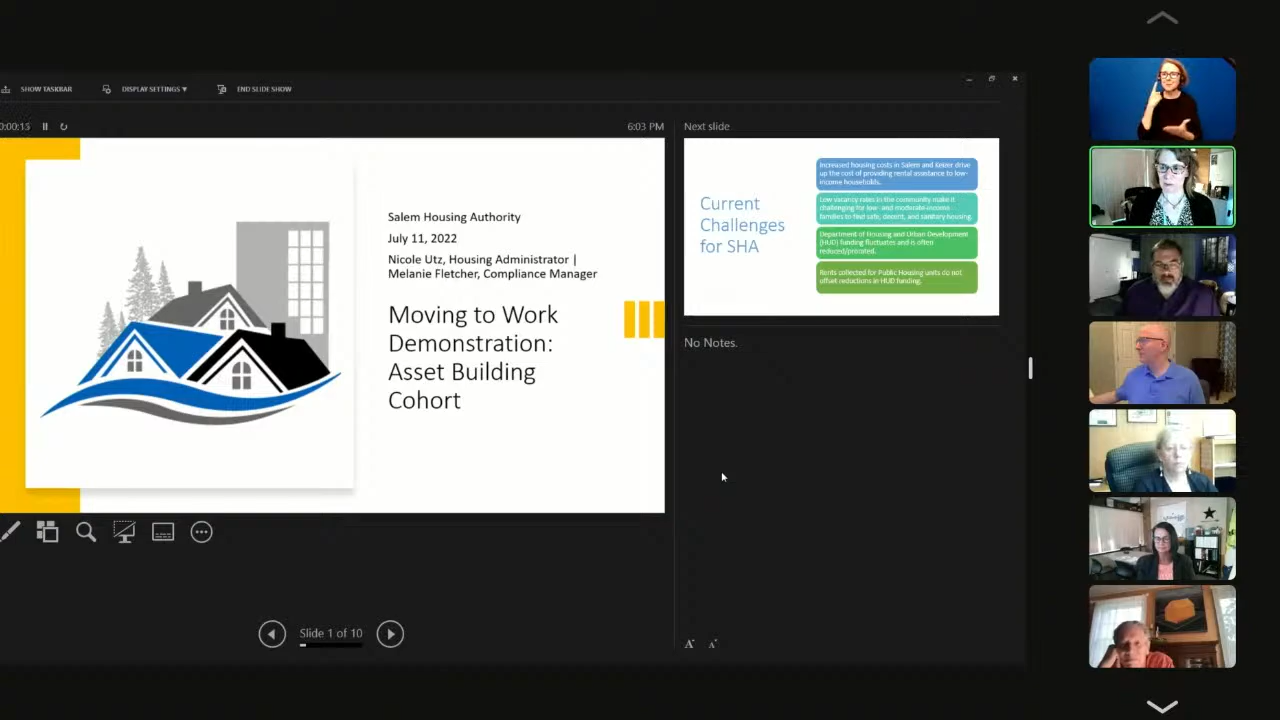 SHOW TASKBAR
DISPLAY SETTINGS ▼
END SLIDE SHOW
0:00:15
6:03 PM
Next slide
Salem Housing Authority
July 11, 2022
Nicole Utz, Housing Administrator |
Melanie Fletcher, Compliance Manager
Moving to Work
Demonstration:
Asset Building
Cohort
Current
Challenges
for SHA
Increased housing costs in Salem and Keizer drive
up the cost of providing rental assistance to low-
income households.
Low vacancy rates in the community make it
challenging for low- and moderate-income
families to find safe, decent, and sanitary housing.
Department of Housing and Urban Development
(HUD) funding fluctuates and is often
reduced/prorated.
Rents collected for Public Housing units do not
offset reductions in HUD funding.
No Notes.
Slide 1 of 10
A A